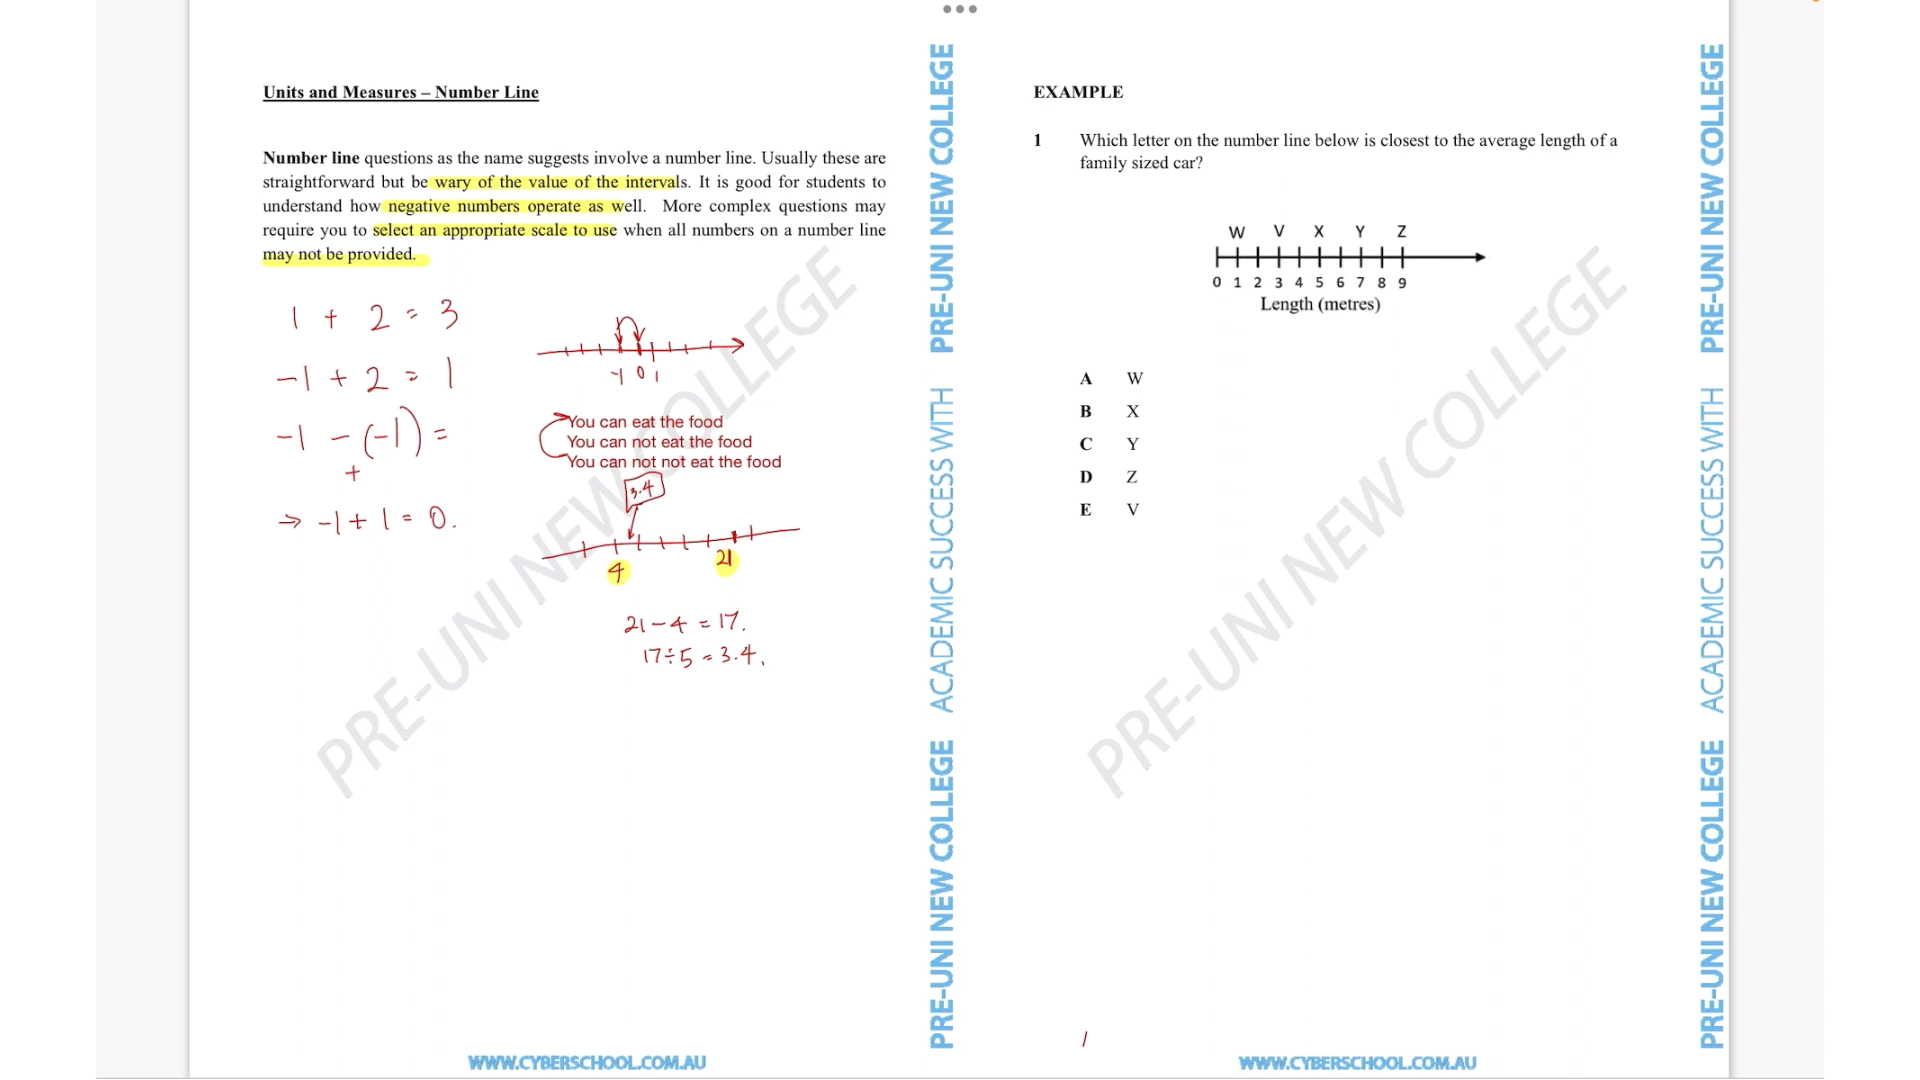 Units and Measures – Number Line
Number line questions as the name suggests involve a number line. Usually these are
straightforward but be wary of the value of the intervals. It is good for students to
understand how negative numbers operate as well. More complex questions may
require you to select an appropriate scale to use when all numbers on a number line
may not be provided.
1 + 2 = 3
-1 + 2 = 1
-1 - (-1) =
+
⇒ -1 + 1 = 0.
-1 0 1
You can eat the food
You can not eat the food
You can not not eat the food
3.4
4 21
21 - 4 = 17.
17 ÷ 5 = 3.4.
PRE-UNI NEW COLLEGE
PRE-UNI NEW COLLEGE ACADEMIC SUCCESS WITH PRE-UNI NEW COLLEGE
WWW.CYBERSCHOOL.COM.AU
EXAMPLE
1 Which letter on the number line below is closest to the average length of a
family sized car?
W V X Y Z
0 1 2 3 4 5 6 7 8 9
Length (metres)
A W
B X
C Y
D Z
E V
PRE-UNI NEW COLLEGE
PRE-UNI NEW COLLEGE ACADEMIC SUCCESS WITH PRE-UNI NEW COLLEGE
WWW.CYBERSCHOOL.COM.AU